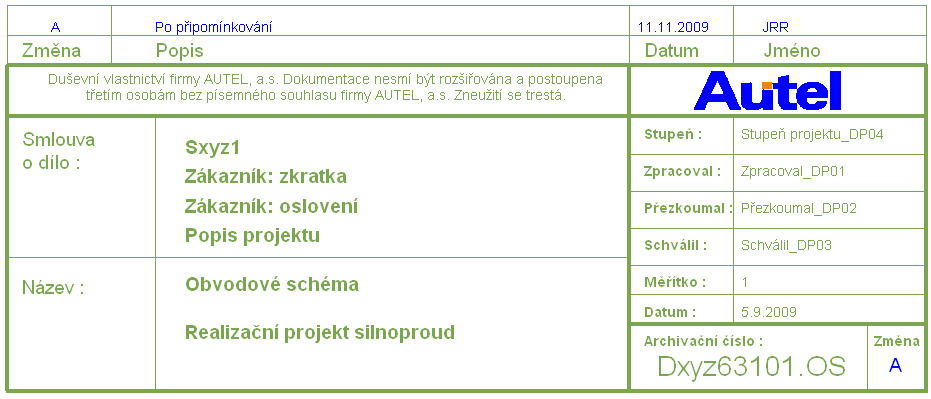 A Po připomínkování 11.11.2009 JRR
Změna Popis Datum Jméno
Duševní vlastnictví firmy AUTEL, a.s. Dokumentace nesmí být rozšiřována a postoupena
třetím osobám bez písemného souhlasu firmy AUTEL, a.s. Zneužití se trestá.
Autel
Smlouva
o dílo :
Sxyz1
Zákazník: zkratka
Zákazník: oslovení
Popis projektu
Název :
Obvodové schéma
Realizační projekt silnoproud
Stupeň : Stupeň projektu_DP04
Zpracoval : Zpracoval_DP01
Přezkoumal : Přezkoumal_DP02
Schválil : Schválil_DP03
Měřítko : 1
Datum : 5.9.2009
Archivační číslo :
Dxyz63101.OS
Změna
A